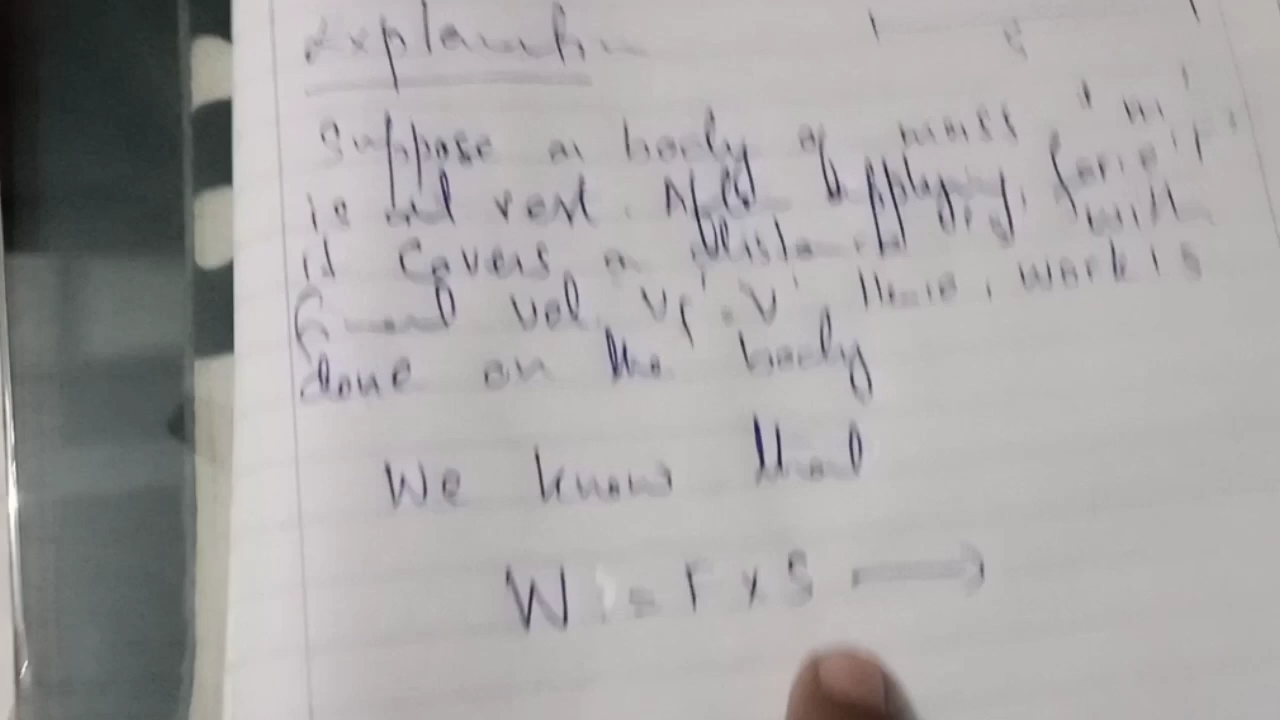 Explanation
Suppose a body of mass 'm'
is at rest. After applying force 'F'
it covers a distance with
final vel. Vf 'V' Here, work is
done on the body
We know that
W = F x S →